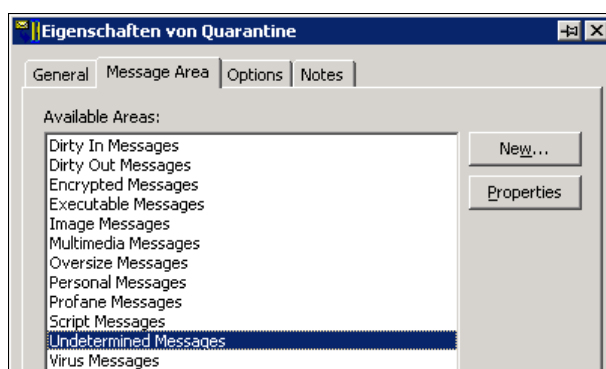 Eigenschaften von Quarantine
General Message Area Options Notes
Available Areas:
Dirty In Messages
Dirty Out Messages
Encrypted Messages
Executable Messages
Image Messages
Multimedia Messages
Oversize Messages
Personal Messages
Profane Messages
Script Messages
Undetermined Messages
Virus Messages
New...
Properties